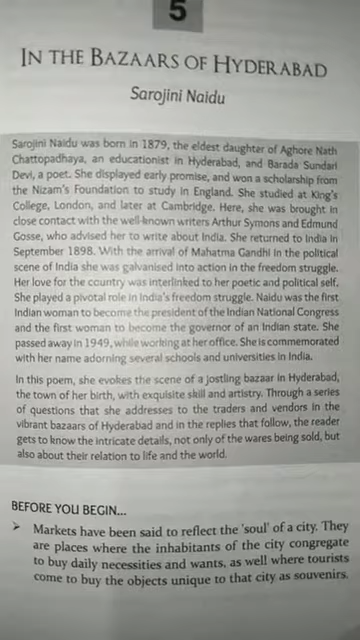 5
IN THE BAZAARS OF HYDERABAD
Sarojini Naidu
Sarojini Naidu was born in 1879, the eldest daughter of Aghore Nath
Chattopadhaya, an educationist in Hyderabad, and Barada Sundari
Devi, a poet. She displayed early promise, and won a scholarship from
the Nizam's Foundation to study in England. She studied at King's
College, London, and later at Cambridge. Here, she was brought in
close contact with the well-known writers Arthur Symons and Edmund
Gosse, who advised her to write about India. She returned to India in
September 1898. With the arrival of Mahatma Gandhi in the political
scene of India she was galvanised into action in the freedom struggle.
Her love for the country was interlinked to her poetic and political self.
She played a pivotal role in India's freedom struggle. Naidu was the first
Indian woman to become the president of the Indian National Congress
and the first woman to become the governor of an Indian state. She
passed away in 1949, while working at her office. She is commemorated
with her name adorning several schools and universities in India.
In this poem, she evokes the scene of a jostling bazaar in Hyderabad,
the town of her birth, with exquisite skill and artistry. Through a series
of questions that she addresses to the traders and vendors in the
vibrant bazaars of Hyderabad and in the replies that follow, the reader
gets to know the intricate details, not only of the wares being sold, but
also about their relation to life and the world.
BEFORE YOU BEGIN...
➤ Markets have been said to reflect the 'soul' of a city. They
are places where the inhabitants of the city congregate
to buy daily necessities and wants, as well where tourists
come to buy the objects unique to that city as souvenirs.